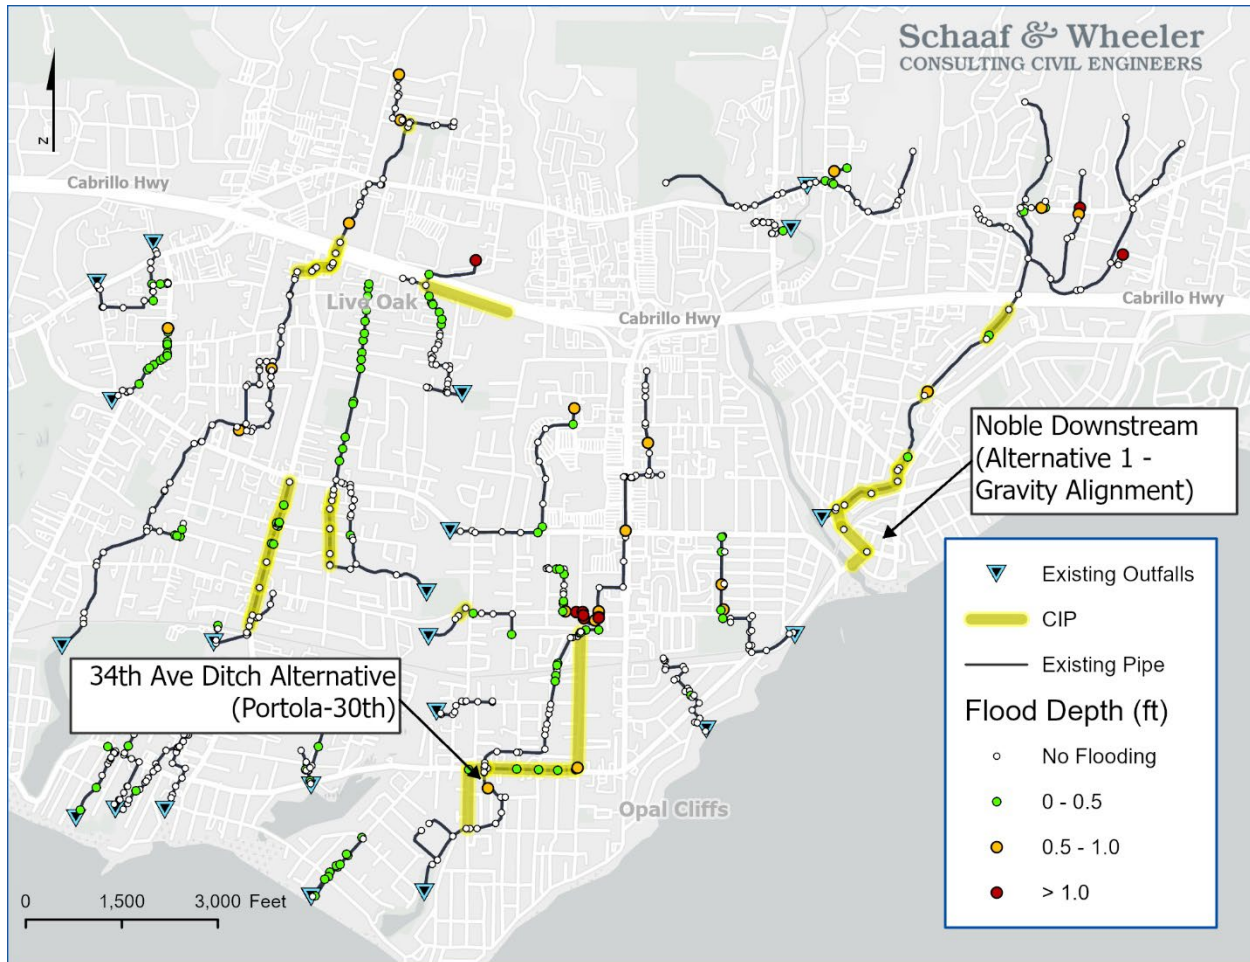 Schaaf & Wheeler
CONSULTING CIVIL ENGINEERS
N
Cabrillo Hwy
Live Oak
Cabrillo Hwy
Cabrillo Hwy
Noble Downstream
(Alternative 1 -
Gravity Alignment)
34th Ave Ditch Alternative
(Portola-30th)
Opal Cliffs
Existing Outfalls
CIP
Existing Pipe
Flood Depth (ft)
No Flooding
0 - 0.5
0.5 - 1.0
> 1.0
0 1,500 3,000 Feet